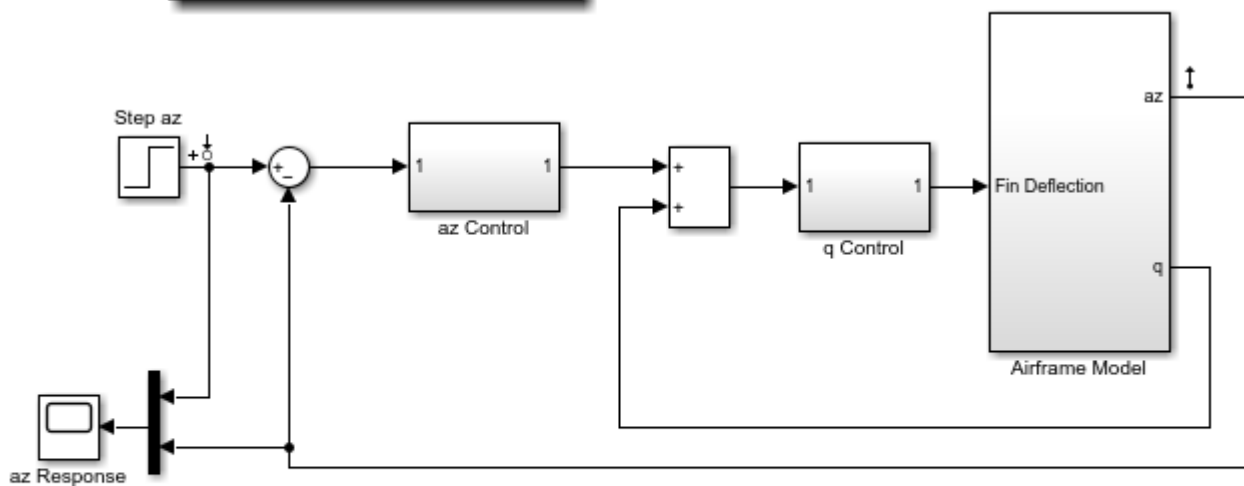 Step az
+
+
−
1
1
az Control
+
+
1
1
q Control
Fin Deflection
az
q
Airframe Model
az Response